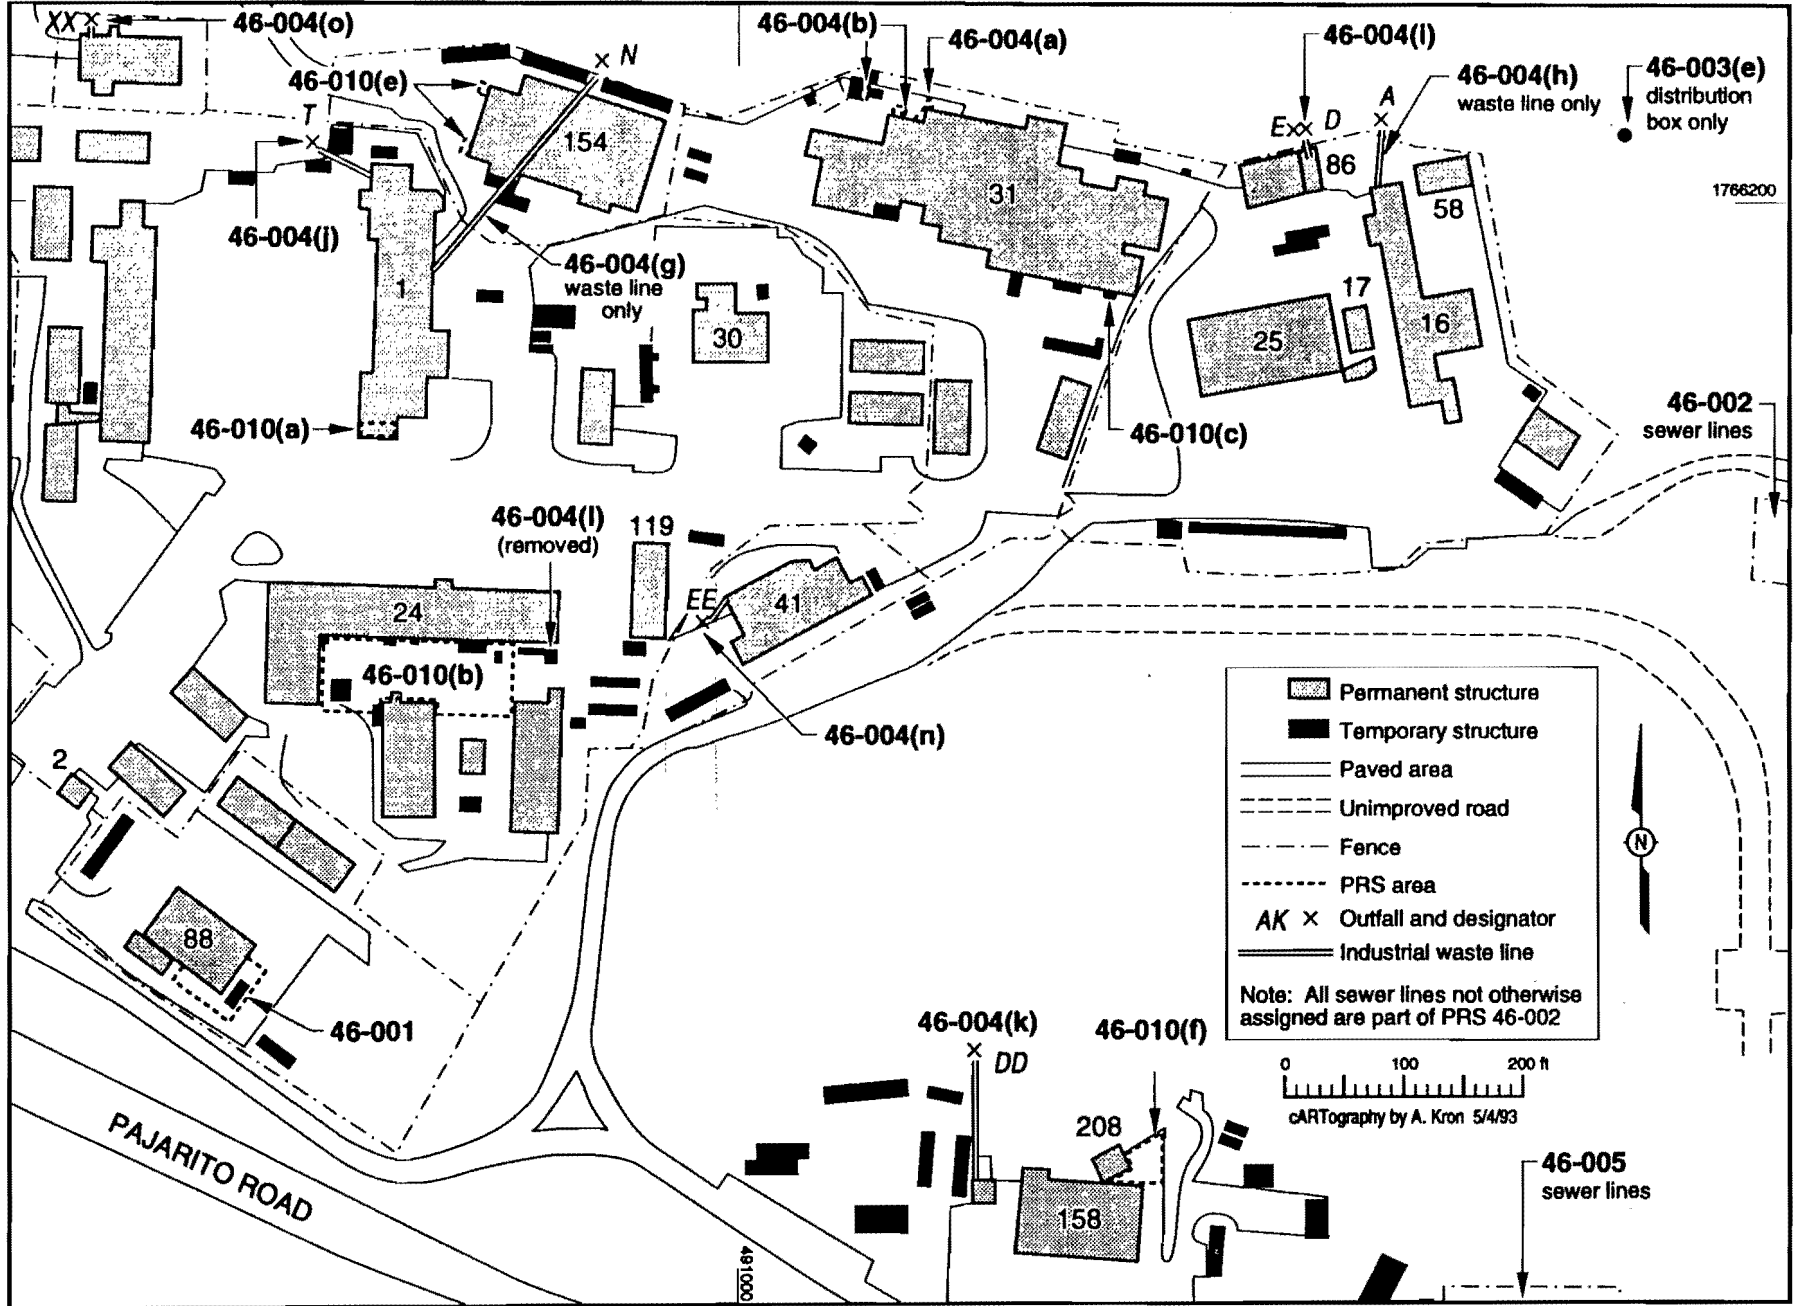 XX
46-004(o)
46-004(b)
46-004(a)
46-004(i)
46-004(h)
waste line only
46-003(e)
distribution
box only
N
46-010(e)
T
154
A
E
D
86
31
58
1766200
46-004(j)
46-004(g)
waste line
only
1
30
17
25
16
46-010(a)
46-010(c)
46-002
sewer lines
46-004(l)
(removed)
119
EE
41
24
46-010(b)
46-004(n)
2
88
46-001
Permanent structure
Temporary structure
Paved area
Unimproved road
Fence
PRS area
AK
Outfall and designator
Industrial waste line
Note: All sewer lines not otherwise
assigned are part of PRS 46-002
N
0 100 200 ft
cARTography by A. Kron 5/4/93
46-004(k)
DD
46-010(f)
208
158
46-005
sewer lines
PAJARITO ROAD
491000